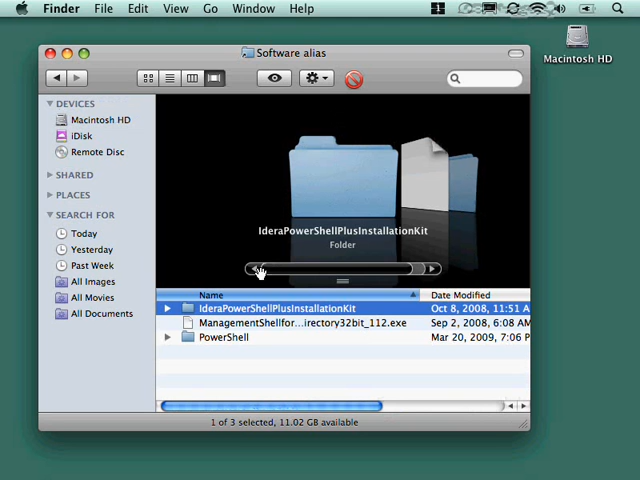 Finder File Edit View Go Window Help
Software alias
Macintosh HD
DEVICES
Macintosh HD
iDisk
Remote Disc
SHARED
PLACES
SEARCH FOR
Today
Yesterday
Past Week
All Images
All Movies
All Documents
IderaPowerShellPlusInstallationKit
Folder
Name Date Modified
IderaPowerShellPlusInstallationKit Oct 8, 2008, 11:51 A
ManagementShellfor...irectory32bit_112.exe Sep 2, 2008, 6:08 AM
PowerShell Mar 20, 2009, 7:06 P
1 of 3 selected, 11.02 GB available